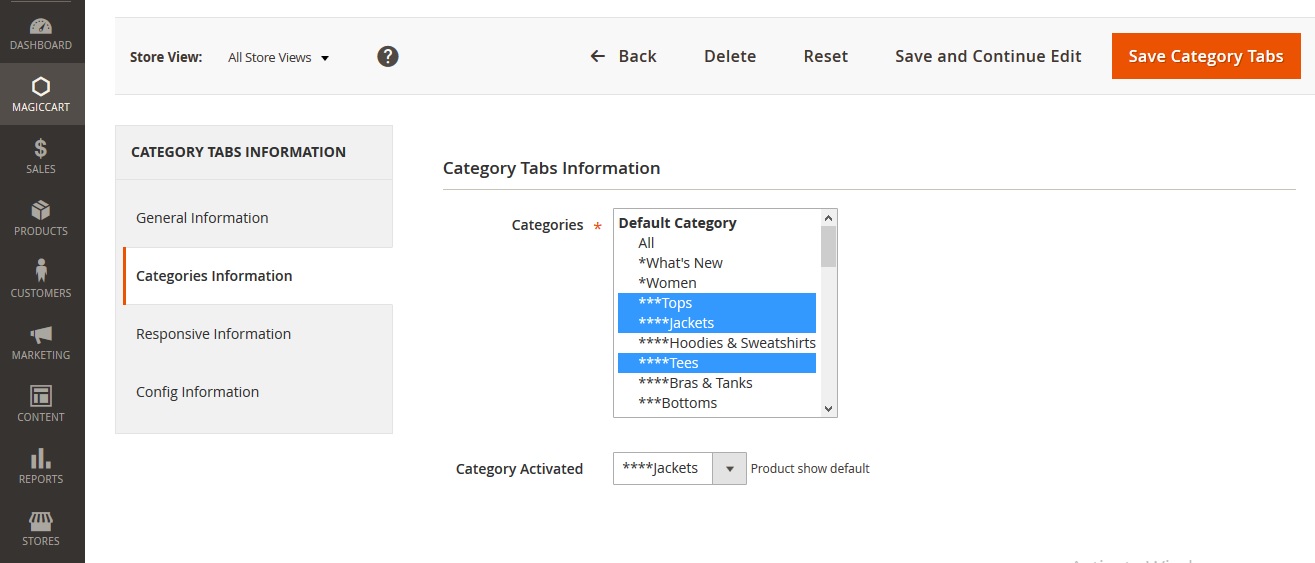 DASHBOARD
MAGICCART
SALES
PRODUCTS
CUSTOMERS
MARKETING
CONTENT
REPORTS
STORES
Store View: All Store Views ?
← Back Delete Reset Save and Continue Edit Save Category Tabs
CATEGORY TABS INFORMATION
General Information
Categories Information
Responsive Information
Config Information
Category Tabs Information
Categories *
Default Category
All
*What's New
*Women
***Tops
****Jackets
****Hoodies & Sweatshirts
****Tees
****Bras & Tanks
***Bottoms
Category Activated ****Jackets Product show default